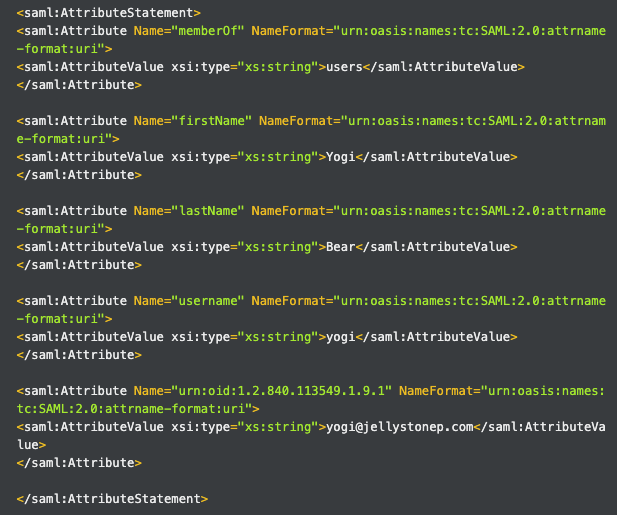 <saml:AttributeStatement>
<saml:Attribute Name="memberOf" NameFormat="urn:oasis:names:tc:SAML:2.0:attrname
-format:uri">
<saml:AttributeValue xsi:type="xs:string">users</saml:AttributeValue>
</saml:Attribute>

<saml:Attribute Name="firstName" NameFormat="urn:oasis:names:tc:SAML:2.0:attrnam
e-format:uri">
<saml:AttributeValue xsi:type="xs:string">Yogi</saml:AttributeValue>
</saml:Attribute>

<saml:Attribute Name="lastName" NameFormat="urn:oasis:names:tc:SAML:2.0:attrname
-format:uri">
<saml:AttributeValue xsi:type="xs:string">Bear</saml:AttributeValue>
</saml:Attribute>

<saml:Attribute Name="username" NameFormat="urn:oasis:names:tc:SAML:2.0:attrname
-format:uri">
<saml:AttributeValue xsi:type="xs:string">yogi</saml:AttributeValue>
</saml:Attribute>

<saml:Attribute Name="urn:oid:1.2.840.113549.1.9.1" NameFormat="urn:oasis:names:
tc:SAML:2.0:attrname-format:uri">
<saml:AttributeValue xsi:type="xs:string">yogi@jellystonep.com</saml:AttributeVa
lue>
</saml:Attribute>

</saml:AttributeStatement>